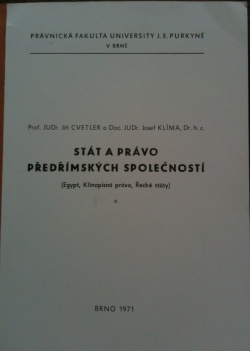 PRÁVNICKÁ FAKULTA UNIVERSITY J. E. PURKYNĚ
V BRNĚ
Prof. JUDr. Jiří CVETLER a Doc. JUDr. Josef KLÍMA, Dr. h. c.
STÁT A PRÁVO
PŘEDŘÍMSKÝCH SPOLEČNOSTÍ
(Egypt, Klínopisná práva, Řecké státy)
BRNO 1971